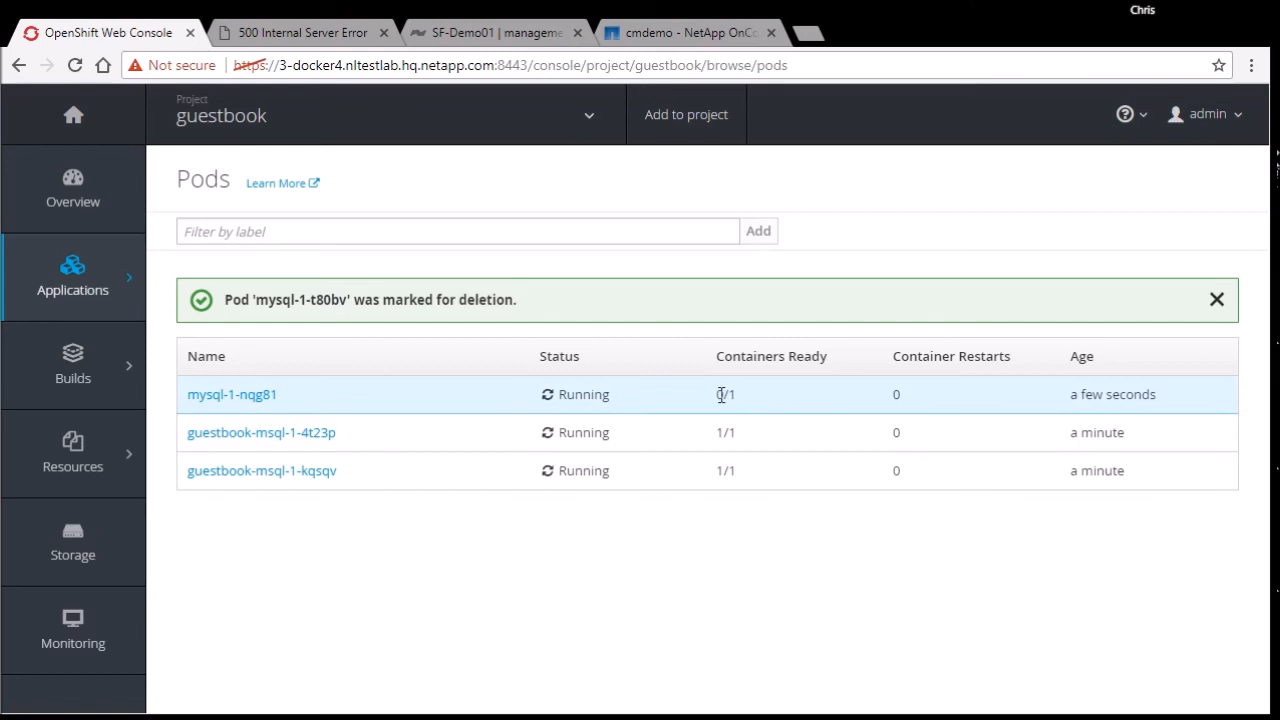 Chris
OpenShift Web Console
500 Internal Server Error
SF-Demo01 | manageme
cmdemo - NetApp OnCo
Not secure https://3-docker4.nltestlab.hq.netapp.com:8443/console/project/guestbook/browse/pods
Project
guestbook
Add to project
admin
Overview
Applications
Builds
Resources
Storage
Monitoring
Pods Learn More
Filter by label Add
Pod 'mysql-1-t80bv' was marked for deletion.
Name Status Containers Ready Container Restarts Age
mysql-1-nqg81 Running 0/1 0 a few seconds
guestbook-msql-1-4t23p Running 1/1 0 a minute
guestbook-msql-1-kqsqv Running 1/1 0 a minute